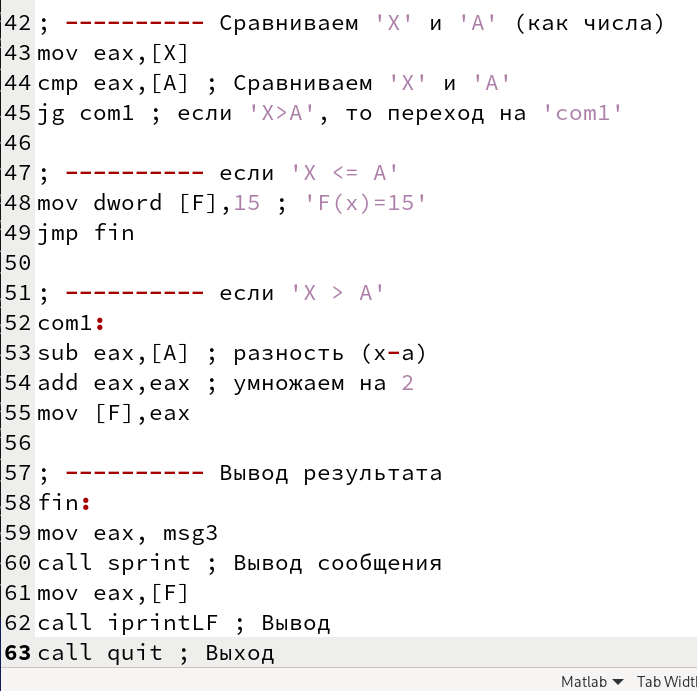 42 ; ---------- Сравниваем 'X' и 'A' (как числа)
43 mov eax,[X]
44 cmp eax,[A] ; Сравниваем 'X' и 'A'
45 jg com1 ; если 'X>A', то переход на 'com1'
46
47 ; ---------- если 'X <= A'
48 mov dword [F],15 ; 'F(x)=15'
49 jmp fin
50
51 ; ---------- если 'X > A'
52 com1:
53 sub eax,[A] ; разность (x-a)
54 add eax,eax ; умножаем на 2
55 mov [F],eax
56
57 ; ---------- Вывод результата
58 fin:
59 mov eax, msg3
60 call sprint ; Вывод сообщения
61 mov eax,[F]
62 call iprintLF ; Вывод
63 call quit ; Выход
Matlab Tab